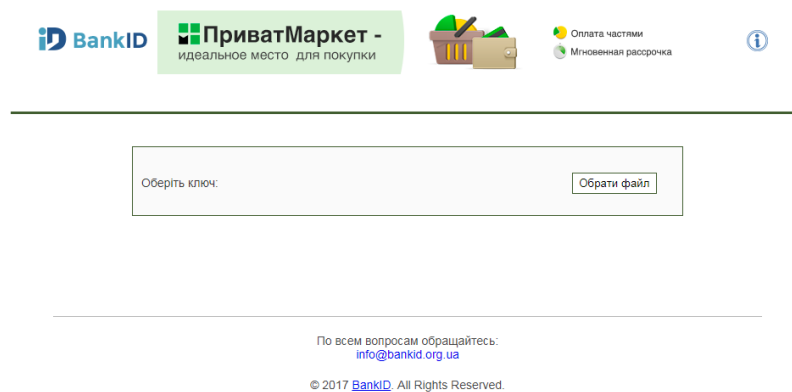 iD BankID
ПриватМаркет -
идеальное место для покупки
Оплата частями
Мгновенная рассрочка
i
Оберіть ключ:
Обрати файл
По всем вопросам обращайтесь:
info@bankid.org.ua
© 2017 BankID. All Rights Reserved.